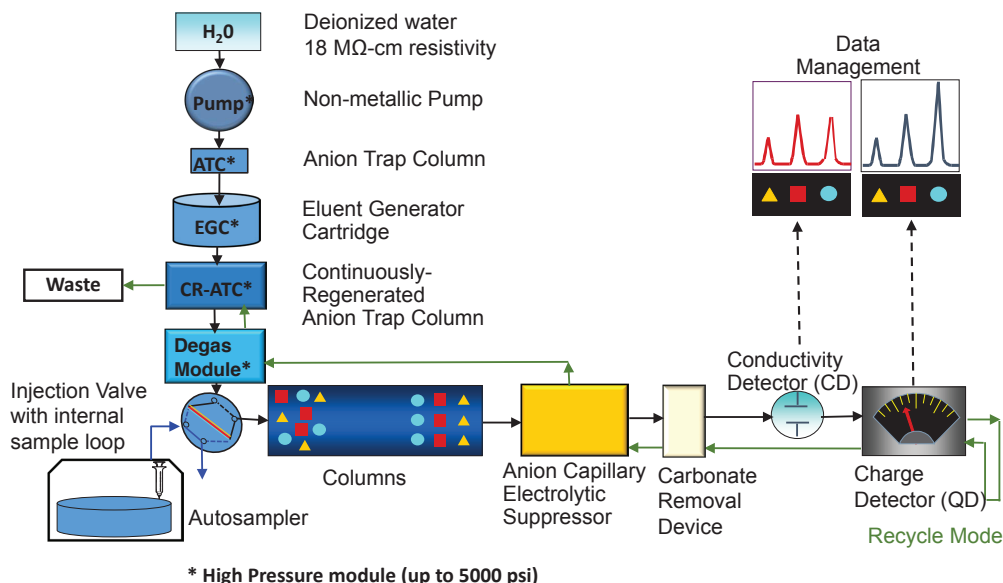 H₂0
Deionized water
18 MΩ-cm resistivity
Data
Management
Pump*
Non-metallic Pump
ATC*
Anion Trap Column
EGC*
Eluent Generator
Cartridge
Waste
CR-ATC*
Continuously-
Regenerated
Anion Trap Column
Degas
Module*
Conductivity
Detector (CD)
Injection Valve
with internal
sample loop
Columns
Autosampler
Anion Capillary
Electrolytic
Suppressor
Carbonate
Removal
Device
Charge
Detector (QD)
Recycle Mode
* High Pressure module (up to 5000 psi)